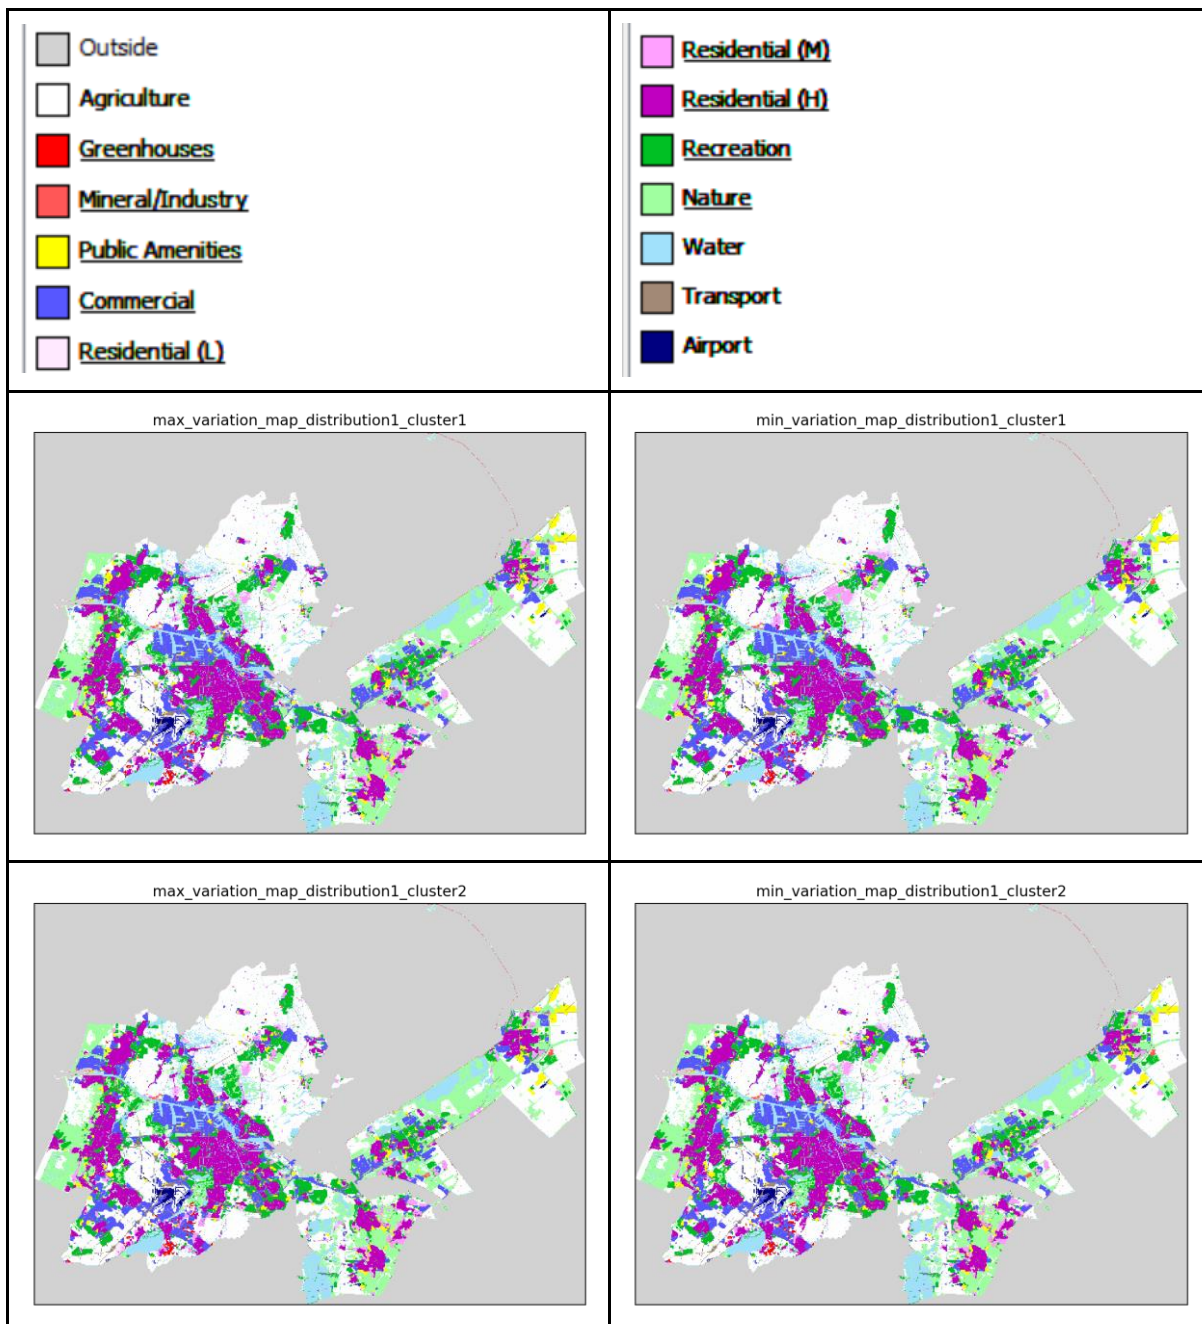 Outside
Agriculture
Greenhouses
Mineral/Industry
Public Amenities
Commercial
Residential (L)
Residential (M)
Residential (H)
Recreation
Nature
Water
Transport
Airport
max_variation_map_distribution1_cluster1
min_variation_map_distribution1_cluster1
max_variation_map_distribution1_cluster2
min_variation_map_distribution1_cluster2